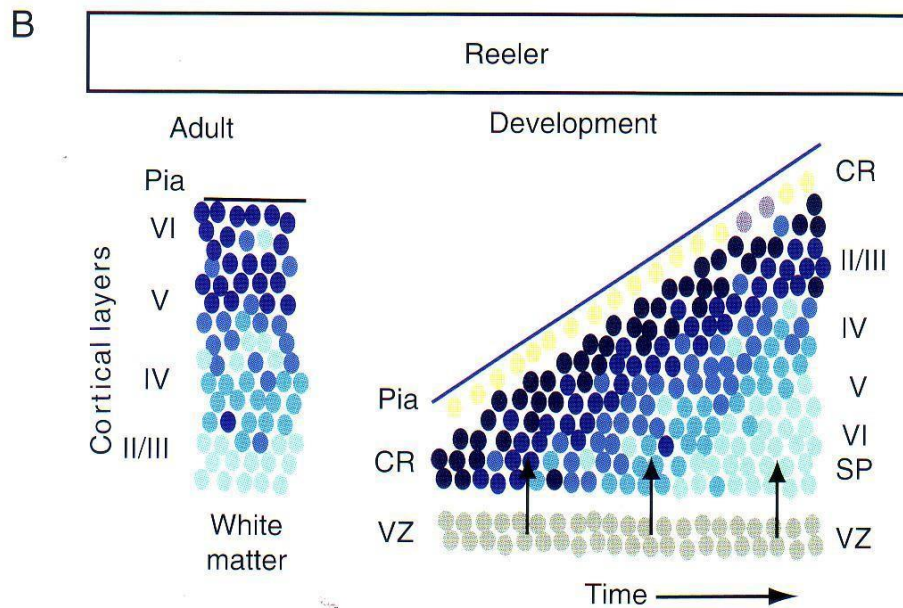 B
Reeler
Adult
Development
Pia
VI
V
IV
II/III
Cortical layers
White
matter
Pia
CR
VZ
CR
II/III
IV
V
VI
SP
VZ
Time